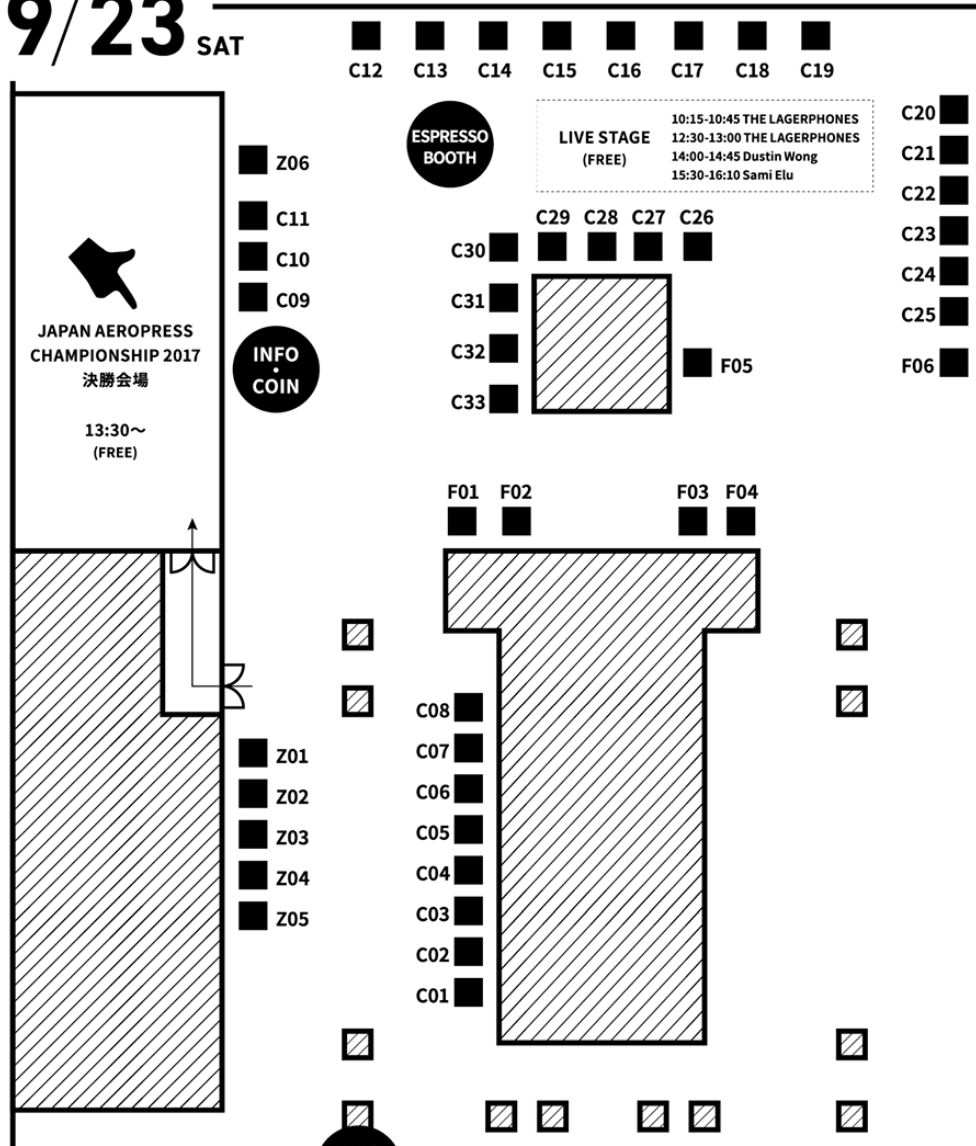 9/23 SAT
C12 C13 C14 C15 C16 C17 C18 C19
ESPRESSO
BOOTH
LIVE STAGE
(FREE)
10:15-10:45 THE LAGERPHONES
12:30-13:00 THE LAGERPHONES
14:00-14:45 Dustin Wong
15:30-16:10 Sami Elu
C20
C21
C22
C23
C24
C25
F06
Z06
C11
C10
C09
INFO
・
COIN
JAPAN AEROPRESS
CHAMPIONSHIP 2017
決勝会場
13:30〜
(FREE)
C29 C28 C27 C26
C30
C31
C32
C33
F05
F01 F02 F03 F04
C08
C07
C06
C05
C04
C03
C02
C01
Z01
Z02
Z03
Z04
Z05